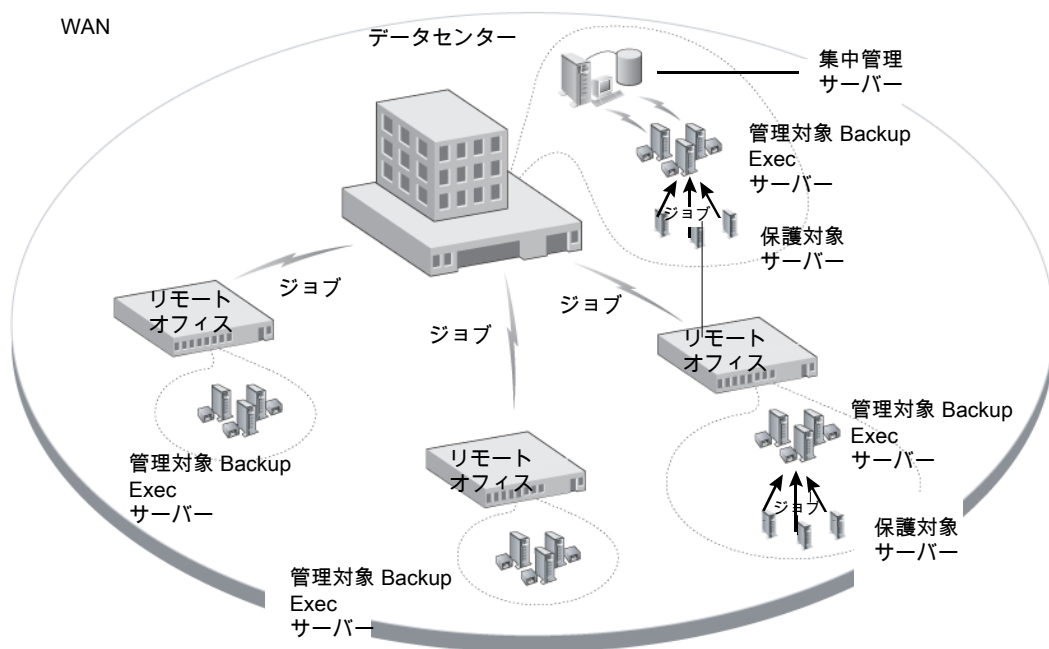 WAN
データセンター
集中管理
サーバー
管理対象 Backup
Exec
サーバー
ジョブ
保護対象
サーバー
ジョブ
ジョブ
ジョブ
リモート
オフィス
リモート
オフィス
管理対象 Backup
Exec
サーバー
管理対象 Backup
Exec
サーバー
リモート
オフィス
ジョブ
保護対象
サーバー
管理対象 Backup
Exec
サーバー